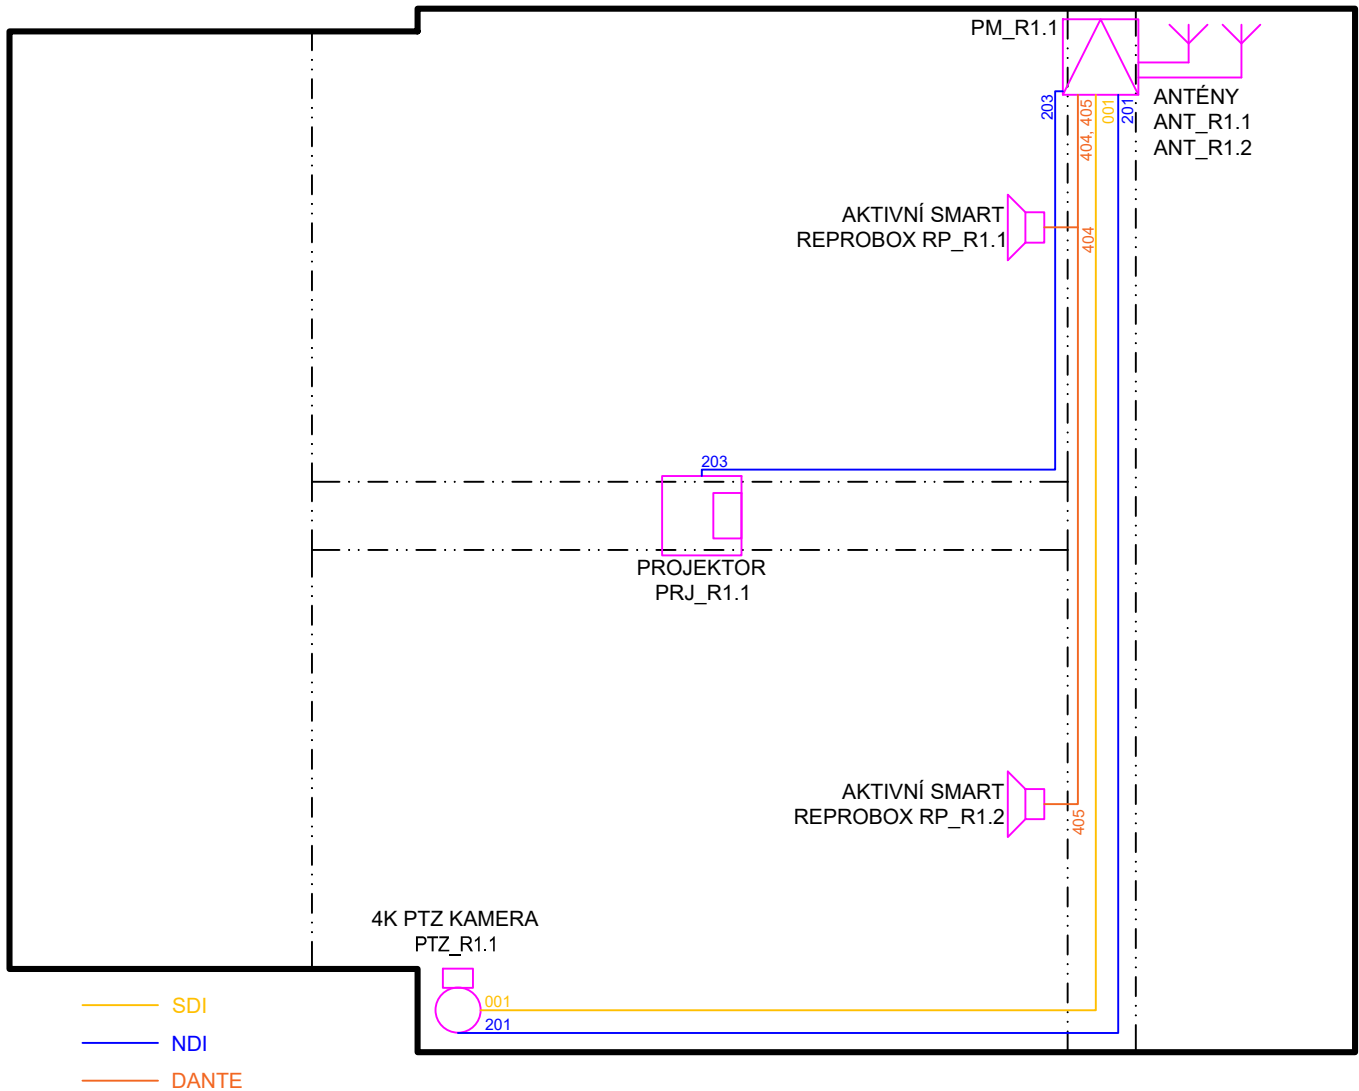 PM_R1.1
203
404, 405
001
201
ANTÉNY
ANT_R1.1
ANT_R1.2
AKTIVNÍ SMART
REPROBOX RP_R1.1
404
203
PROJEKTOR
PRJ_R1.1
AKTIVNÍ SMART
REPROBOX RP_R1.2
405
4K PTZ KAMERA
PTZ_R1.1
001
201
SDI
NDI
DANTE